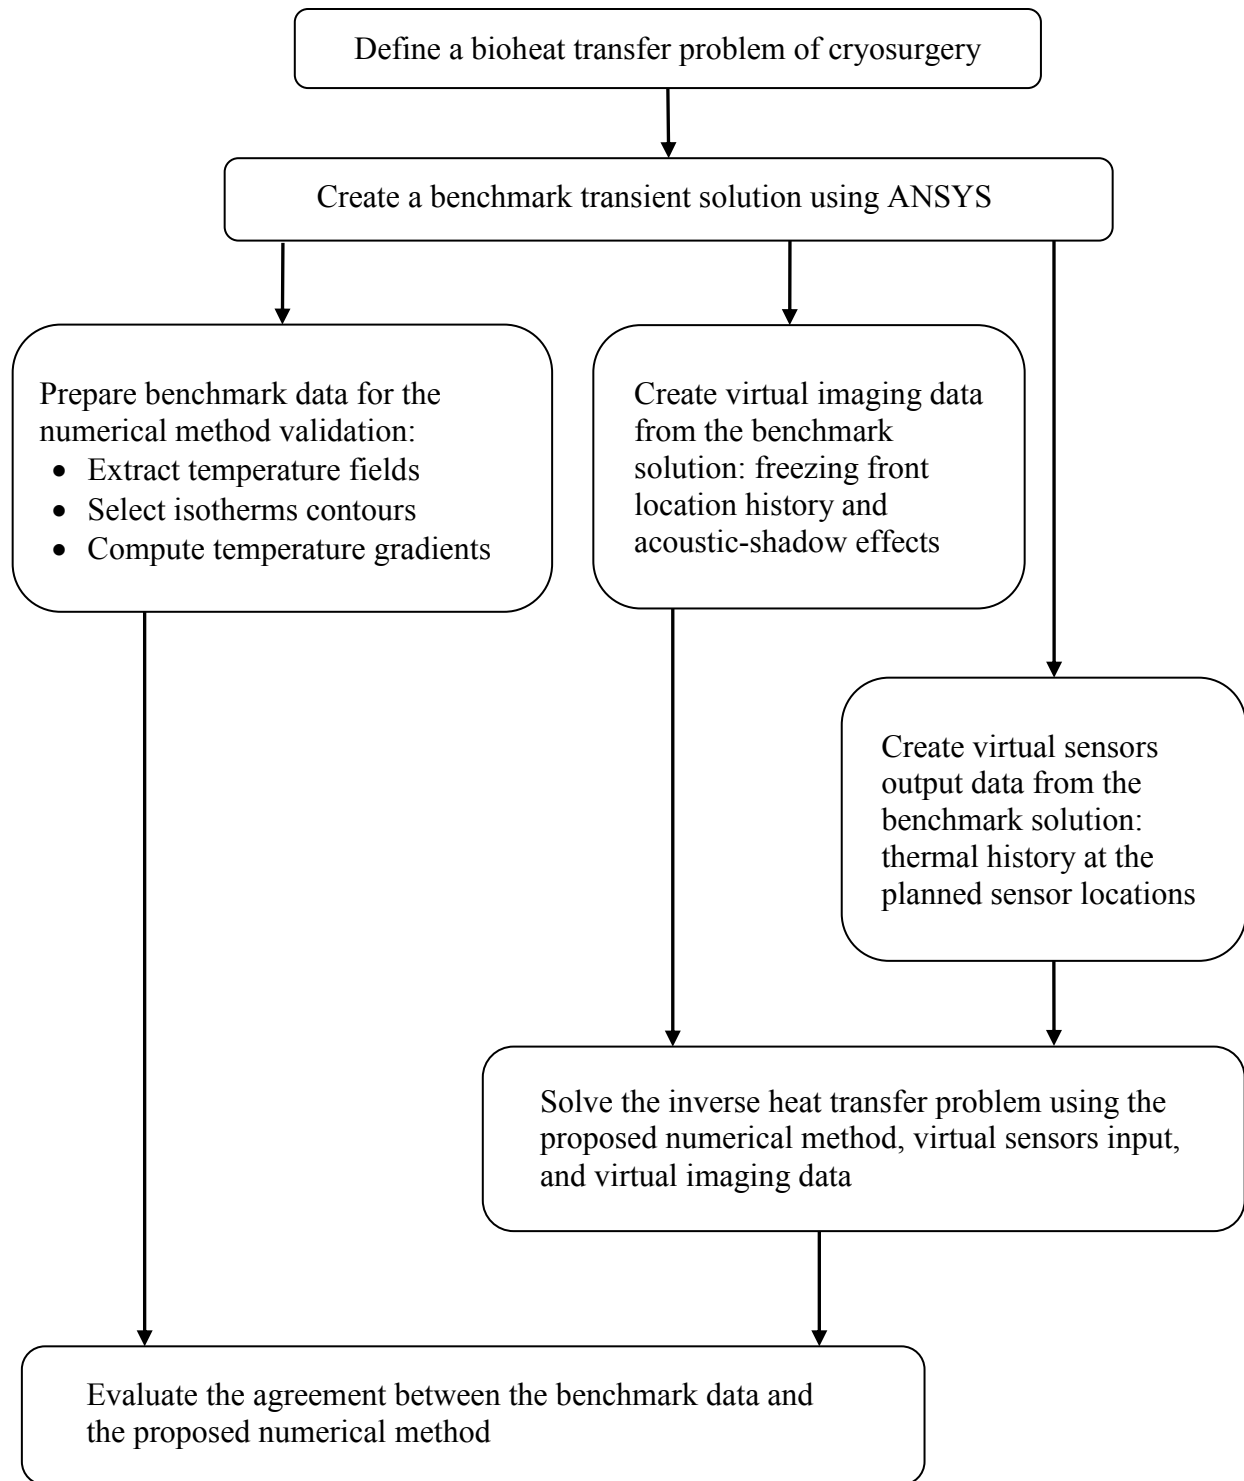 Define a bioheat transfer problem of cryosurgery
Create a benchmark transient solution using ANSYS
Prepare benchmark data for the
numerical method validation:
• Extract temperature fields
• Select isotherms contours
• Compute temperature gradients
Create virtual imaging data
from the benchmark
solution: freezing front
location history and
acoustic-shadow effects
Create virtual sensors
output data from the
benchmark solution:
thermal history at the
planned sensor locations
Solve the inverse heat transfer problem using the
proposed numerical method, virtual sensors input,
and virtual imaging data
Evaluate the agreement between the benchmark data and
the proposed numerical method